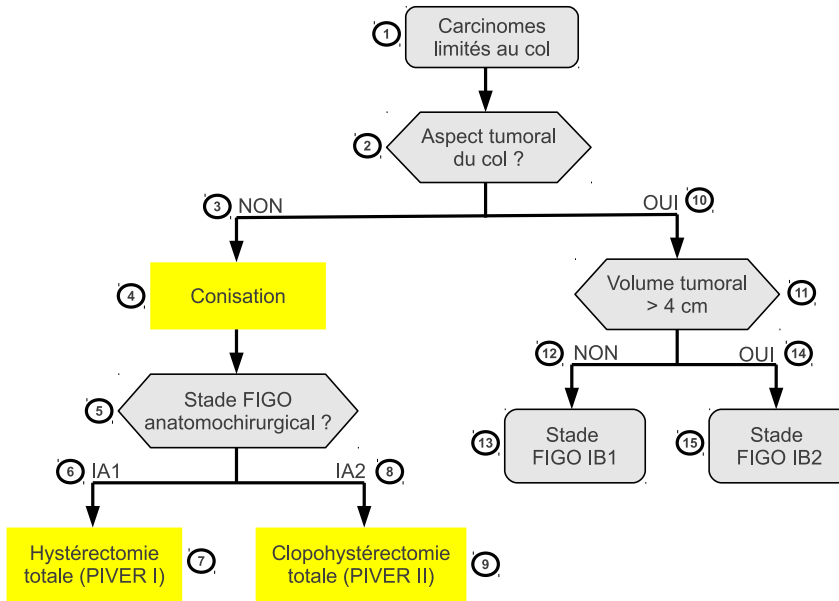 1
Carcinomes
limités au col
2
Aspect tumoral
du col ?
3
NON
OUI
10
4
Conisation
Volume tumoral
> 4 cm
11
5
Stade FIGO
anatomochirurgical ?
12
NON
OUI
14
13
Stade
FIGO IB1
15
Stade
FIGO IB2
6
IA1
IA2
8
Hystérectomie
totale (PIVER I)
7
Clopohystérectomie
totale (PIVER II)
9